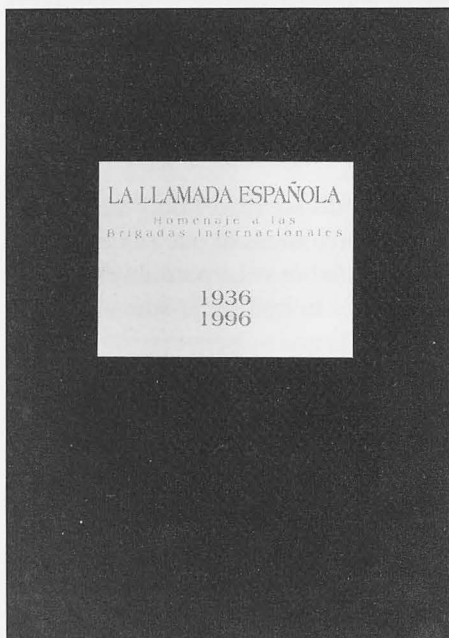 LA LLAMADA ESPAÑOLA
Homenaje a las
Brigadas Internacionales
1936
1996